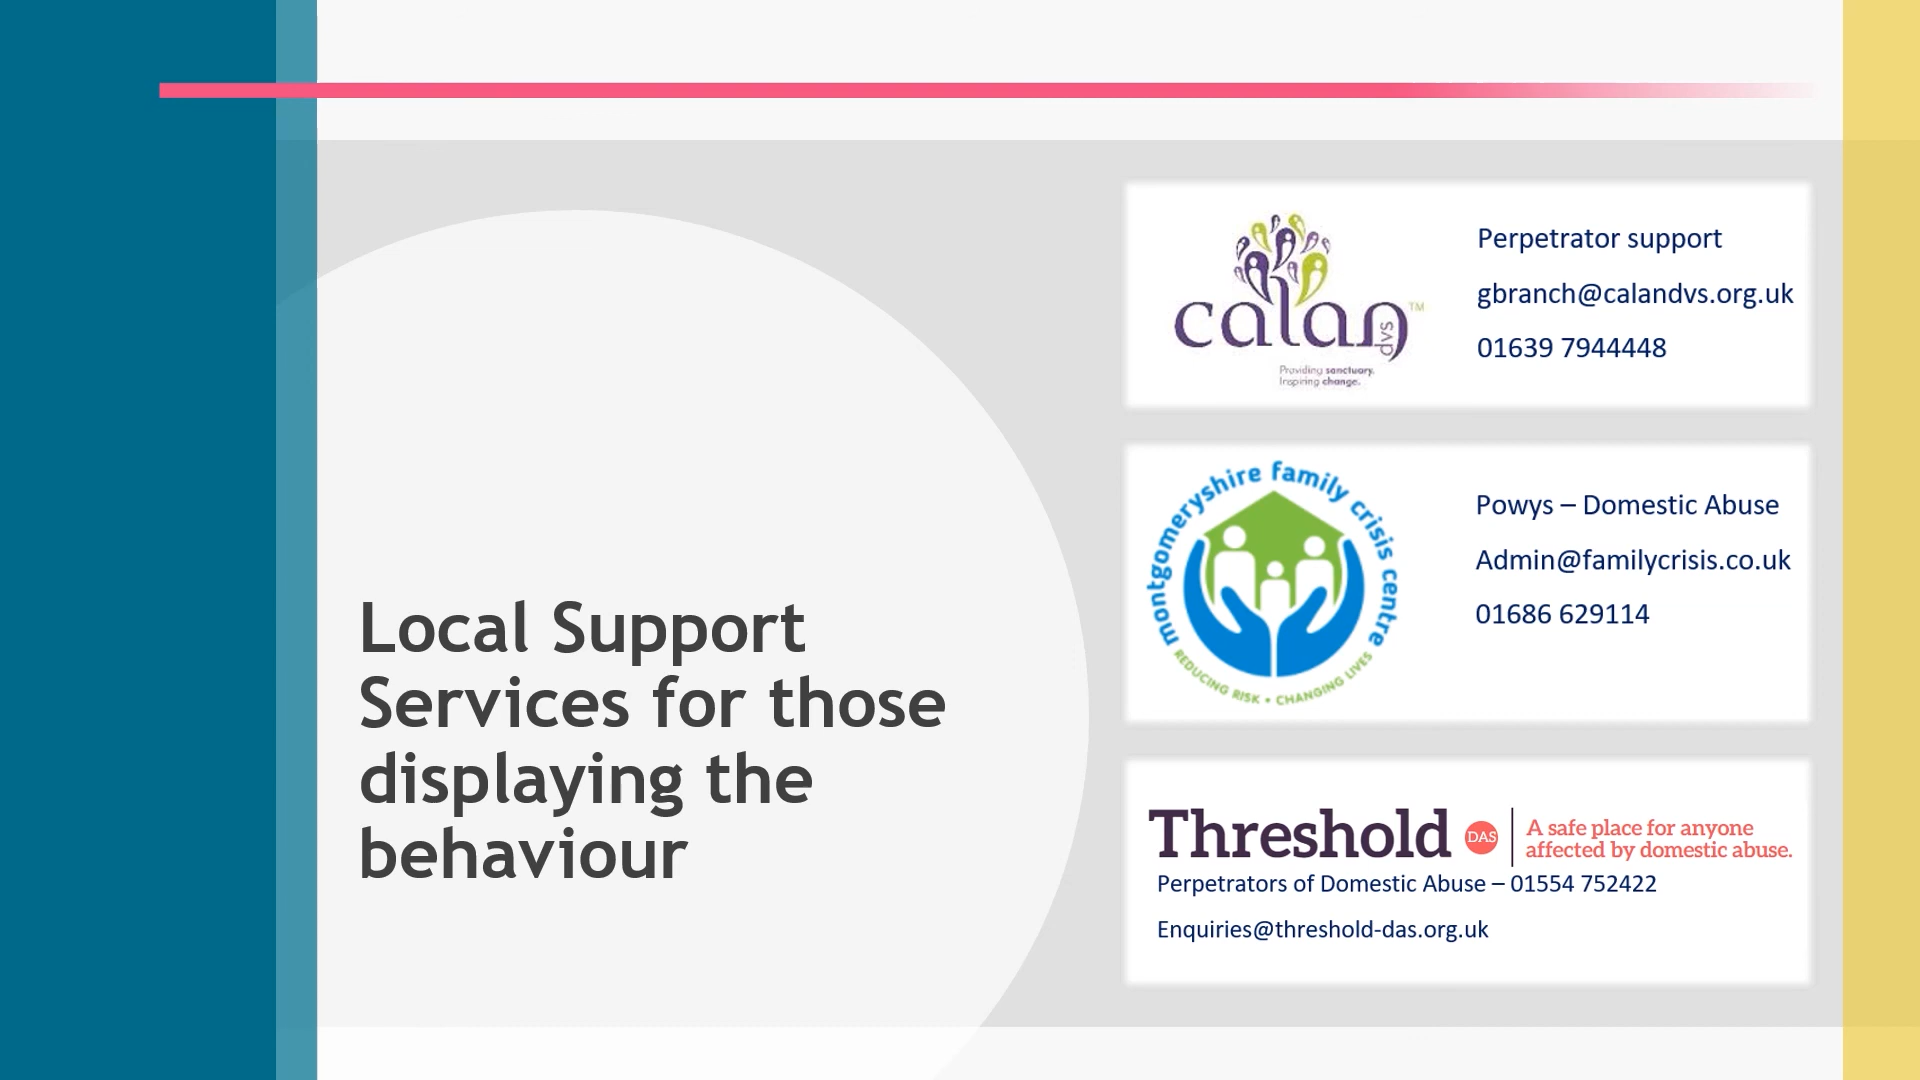 Local Support
Services for those
displaying the
behaviour
calan dvs™
Providing sanctuary.
Inspiring change.
Perpetrator support
gbranch@calandvs.org.uk
01639 7944448
montgomeryshire family crisis centre
REDUCING RISK • CHANGING LIVES
Powys – Domestic Abuse
Admin@familycrisis.co.uk
01686 629114
Threshold DAS
A safe place for anyone
affected by domestic abuse.
Perpetrators of Domestic Abuse – 01554 752422
Enquiries@threshold-das.org.uk